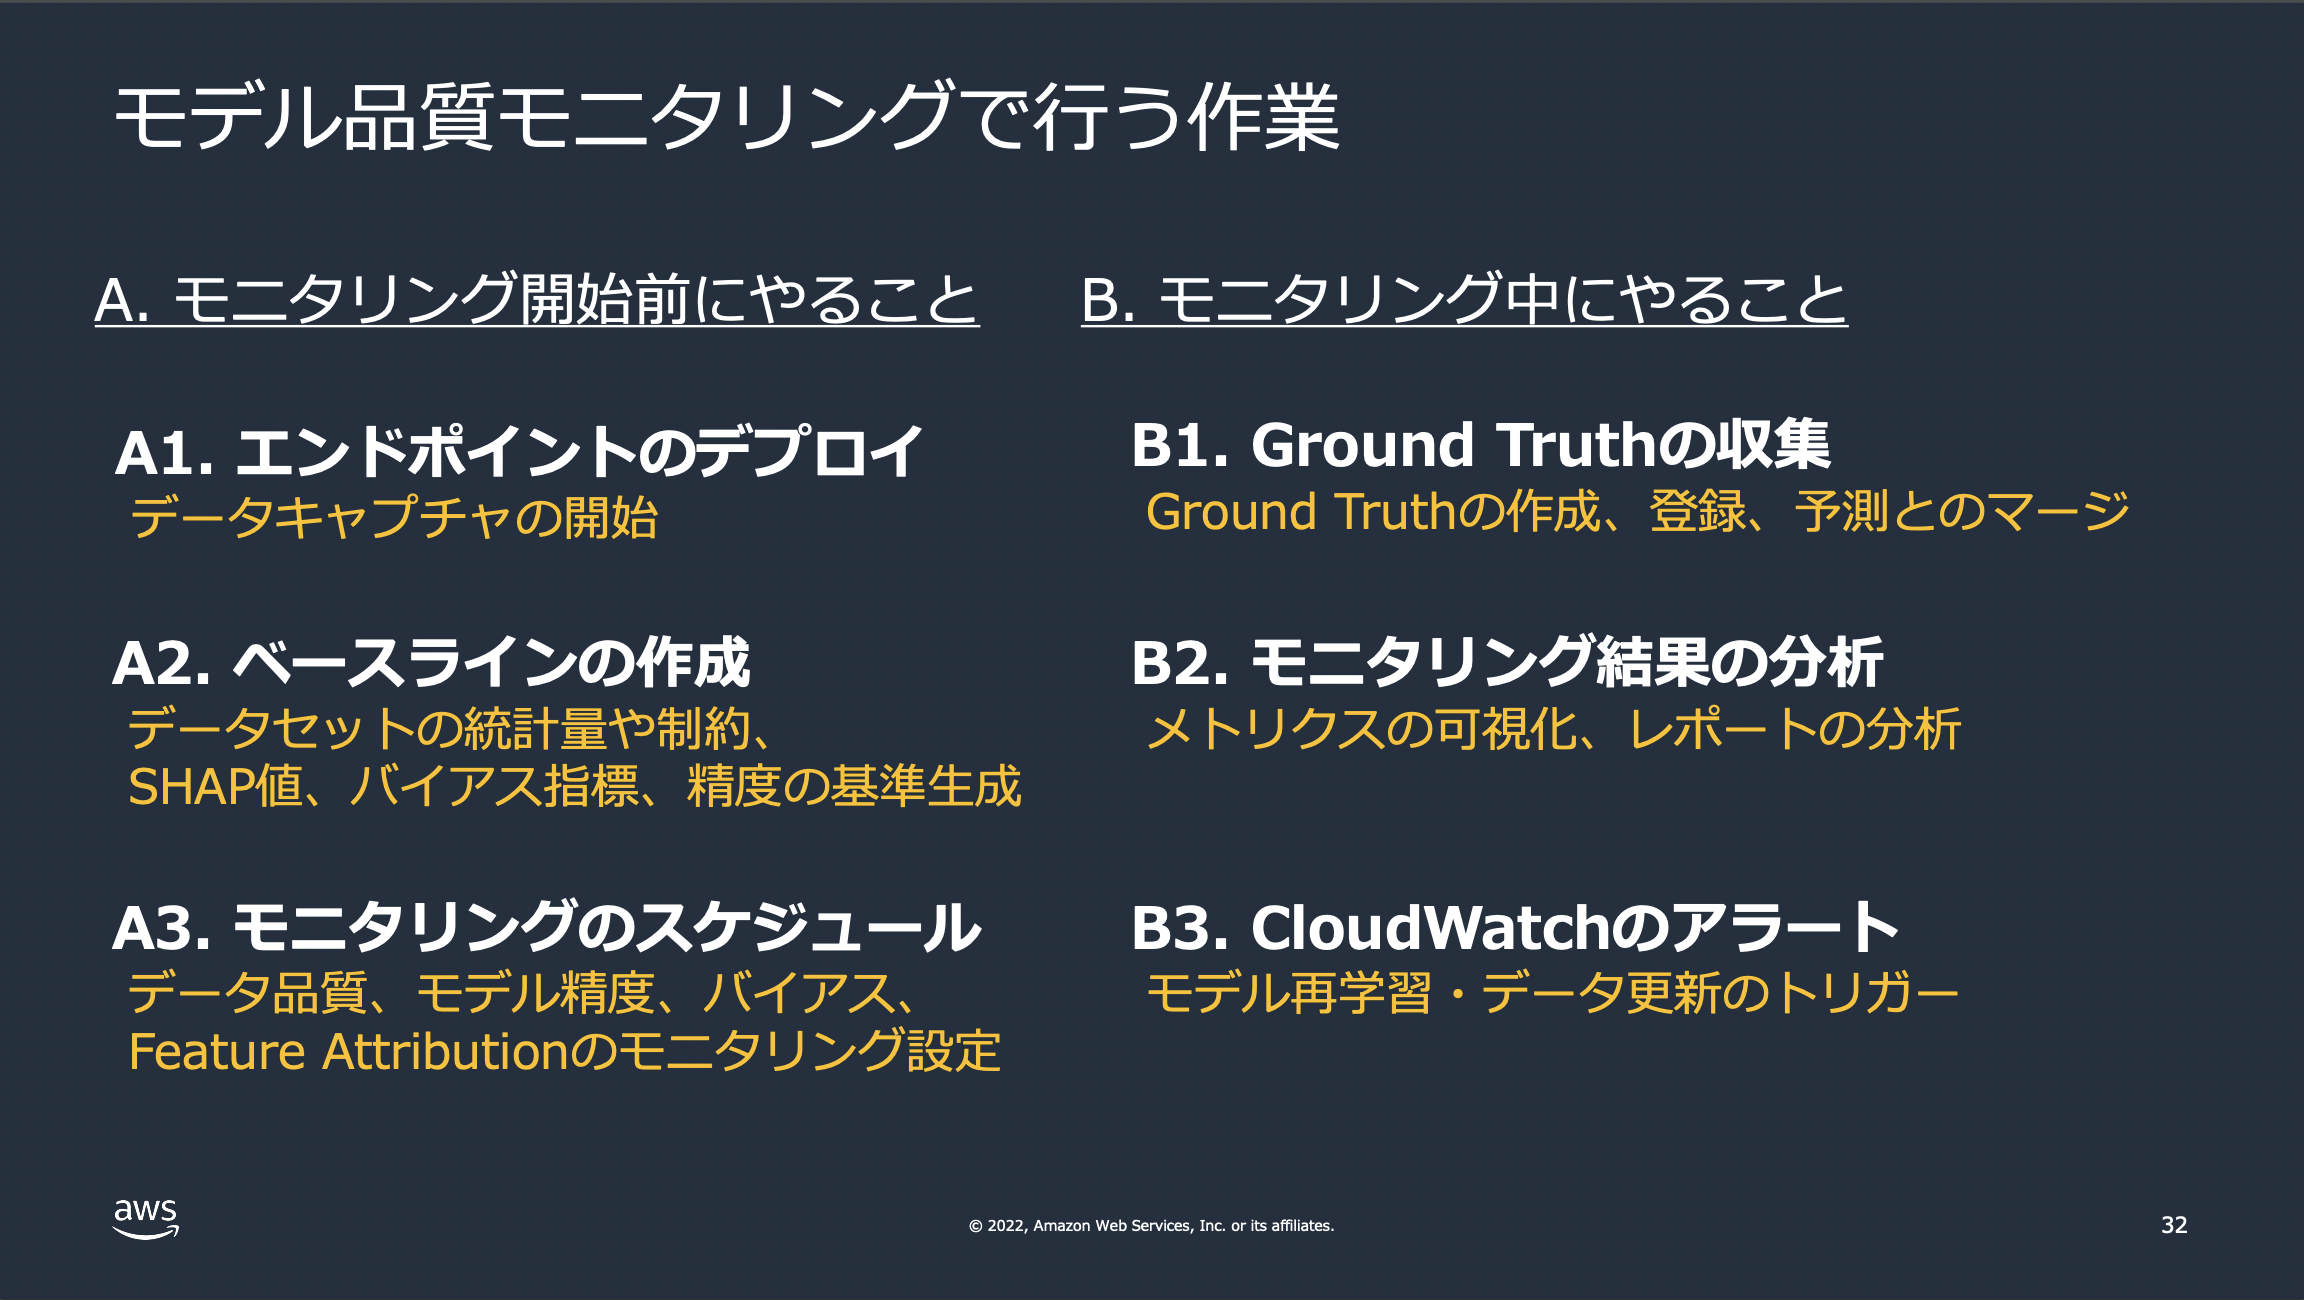 モデル品質モニタリングで行う作業
A. モニタリング開始前にやること
A1. エンドポイントのデプロイ
データキャプチャの開始
A2. ベースラインの作成
データセットの統計量や制約、
SHAP値、バイアス指標、精度の基準生成
A3. モニタリングのスケジュール
データ品質、モデル精度、バイアス、
Feature Attributionのモニタリング設定
B. モニタリング中にやること
B1. Ground Truthの収集
Ground Truthの作成、登録、予測とのマージ
B2. モニタリング結果の分析
メトリクスの可視化、レポートの分析
B3. CloudWatchのアラート
モデル再学習・データ更新のトリガー
aws
© 2022, Amazon Web Services, Inc. or its affiliates.
32